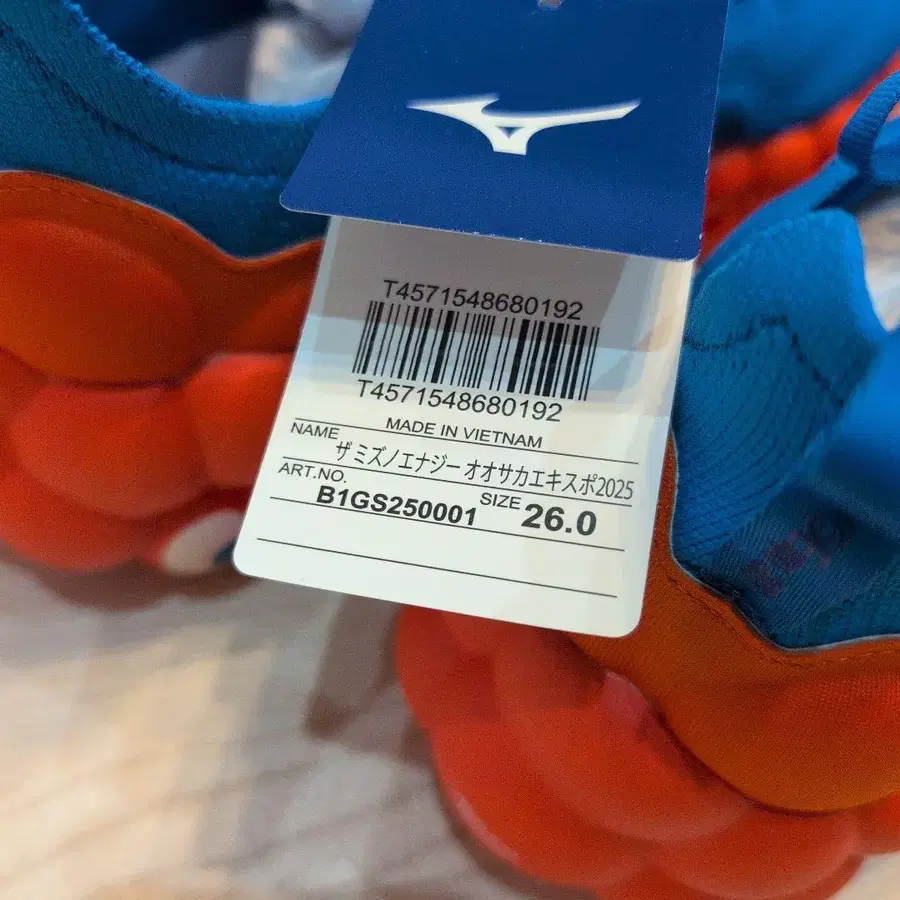 T4571548680192
T4571548680192
MADE IN VIETNAM
NAME ザ ミズノエナジー オオサカエキスポ2025
ART.NO. B1GS250001 SIZE 26.0